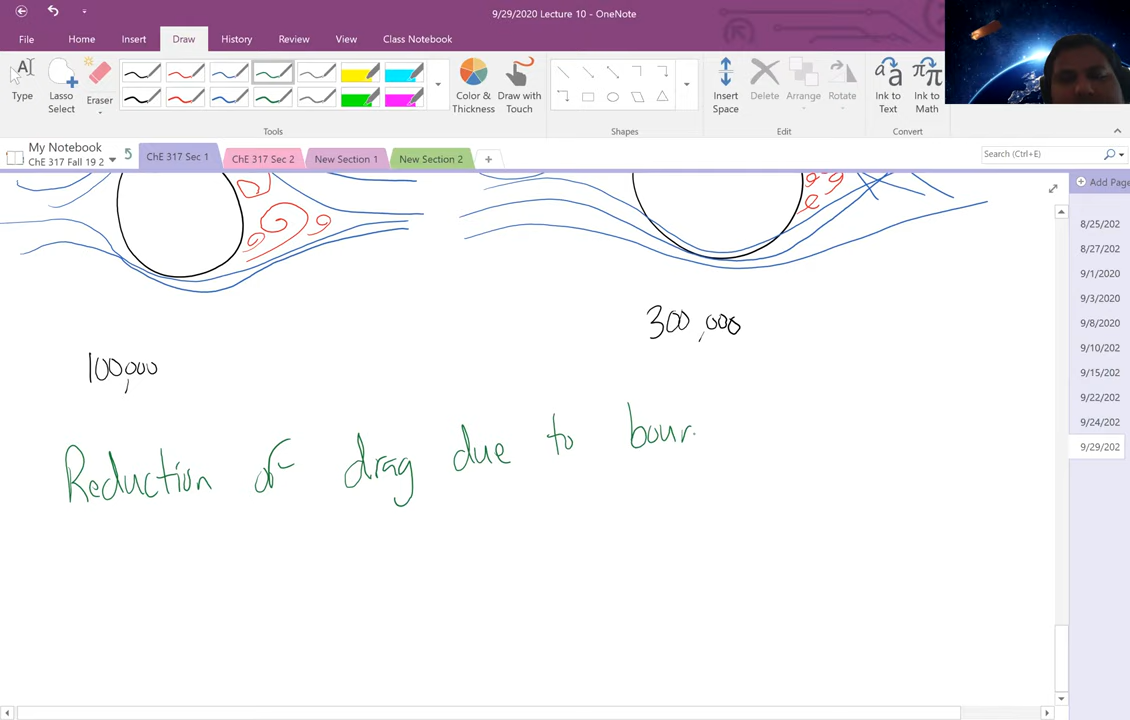 9/29/2020 Lecture 10 - OneNote
File Home Insert Draw History Review View Class Notebook
Type
Lasso Select
Eraser
Color & Thickness
Draw with Touch
Insert Space
Delete
Arrange
Rotate
Ink to Text
Ink to Math
Tools
Shapes
Edit
Convert
My Notebook
ChE 317 Fall 19 2
ChE 317 Sec 1
ChE 317 Sec 2
New Section 1
New Section 2
Search (Ctrl+E)
Add Page
8/25/202
8/27/202
9/1/2020
9/3/2020
9/8/2020
9/10/202
9/15/202
9/22/202
9/24/202
9/29/202
300,000
100,000
Reduction of drag due to bour